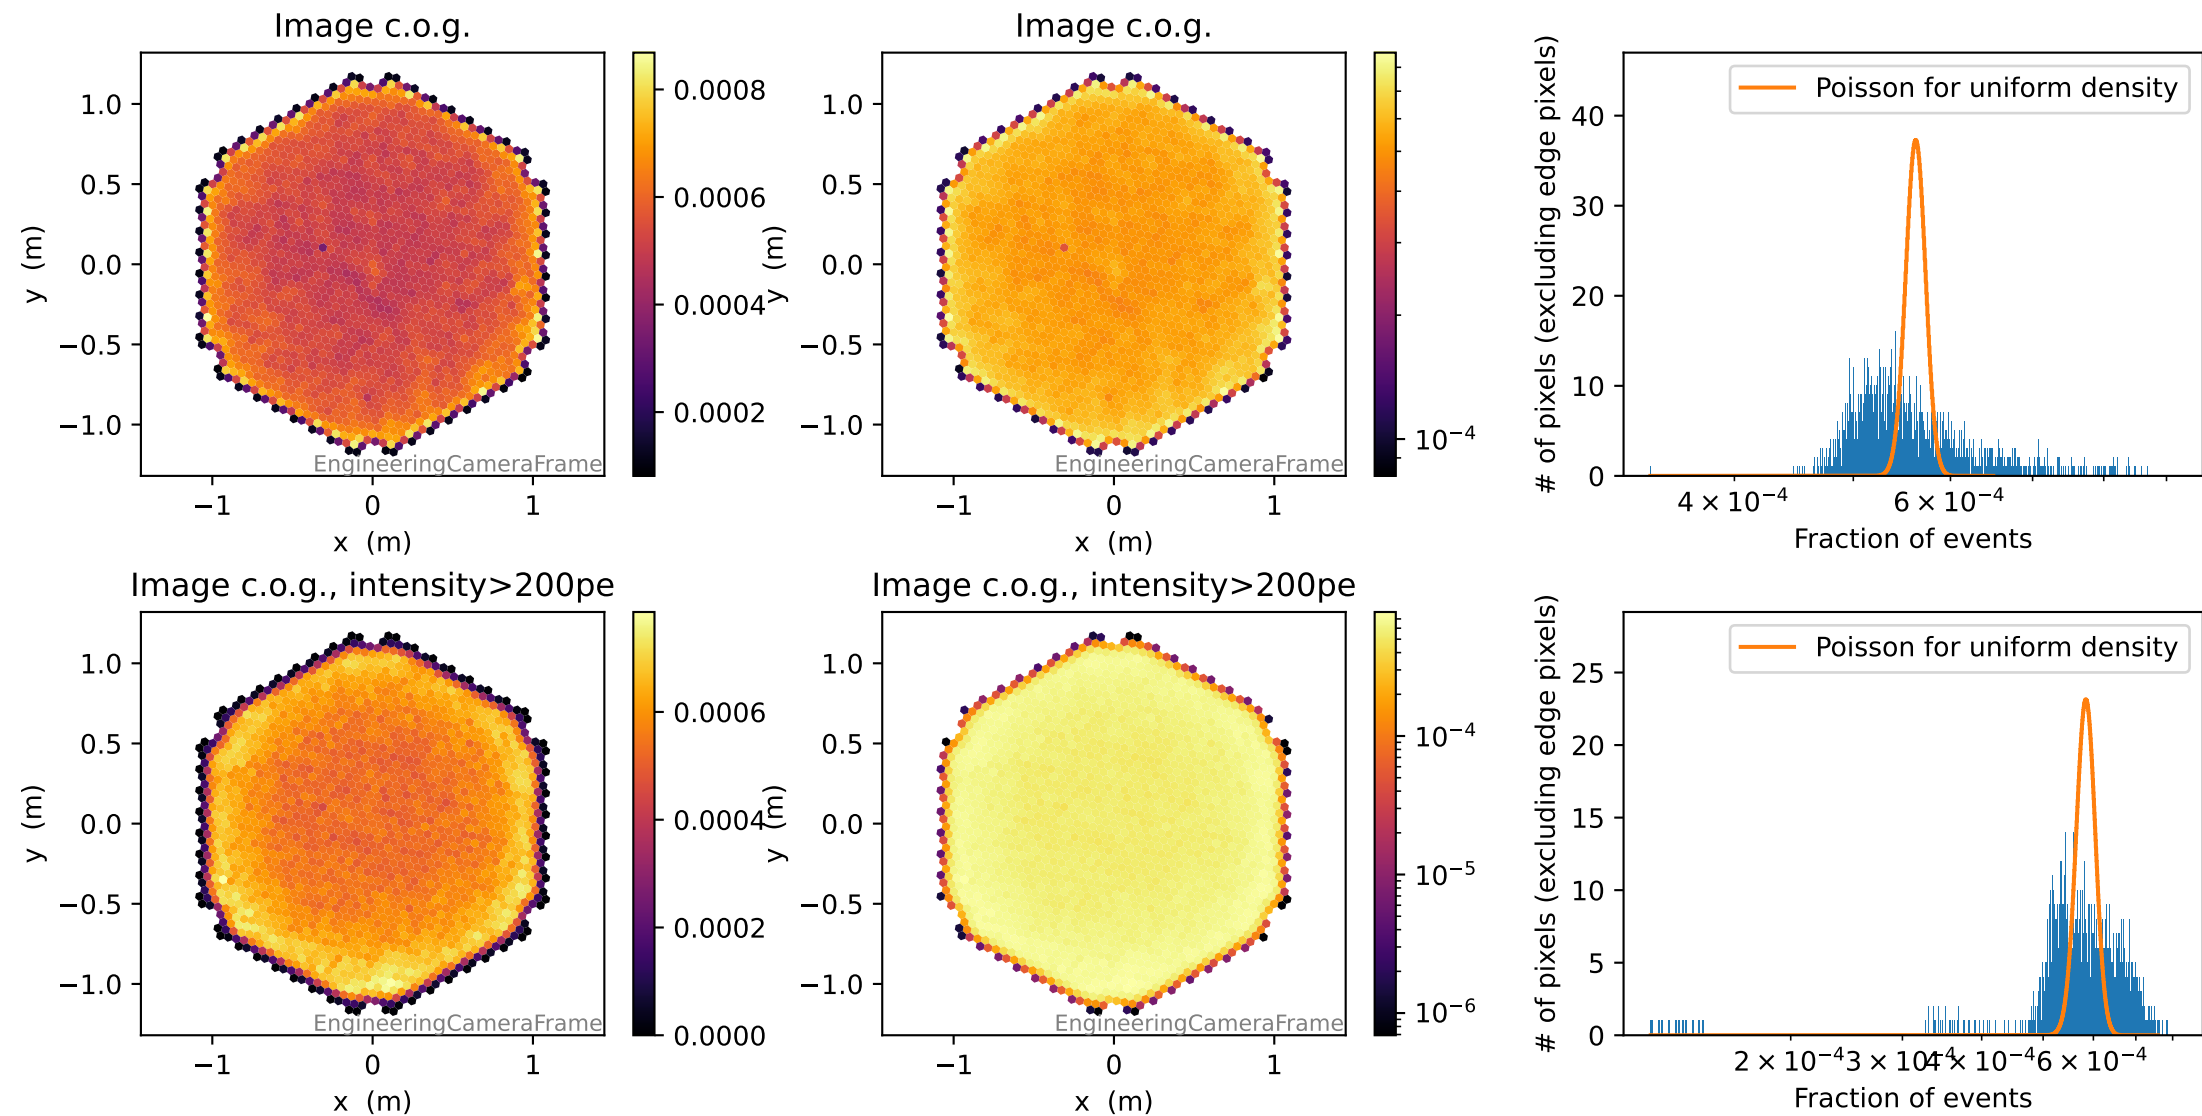 Image c.o.g.
Image c.o.g.
1.0
0.5
0.0
−0.5
−1.0
y (m)
−1
0
1
x (m)
EngineeringCameraFrame
0.0008
0.0006
0.0004
0.0002
1.0
0.5
0.0
−0.5
−1.0
y (m)
−1
0
1
x (m)
EngineeringCameraFrame
10⁻⁴
# of pixels (excluding edge pixels)
40
30
20
10
0
Poisson for uniform density
4 × 10⁻⁴
6 × 10⁻⁴
Fraction of events
Image c.o.g., intensity>200pe
Image c.o.g., intensity>200pe
1.0
0.5
0.0
−0.5
−1.0
y (m)
−1
0
1
x (m)
EngineeringCameraFrame
0.0006
0.0004
0.0002
0.0000
1.0
0.5
0.0
−0.5
−1.0
y (m)
−1
0
1
x (m)
EngineeringCameraFrame
10⁻⁴
10⁻⁵
10⁻⁶
# of pixels (excluding edge pixels)
25
20
15
10
5
0
Poisson for uniform density
2 × 10⁻⁴
3 × 10⁻⁴
4 × 10⁻⁴
6 × 10⁻⁴
Fraction of events